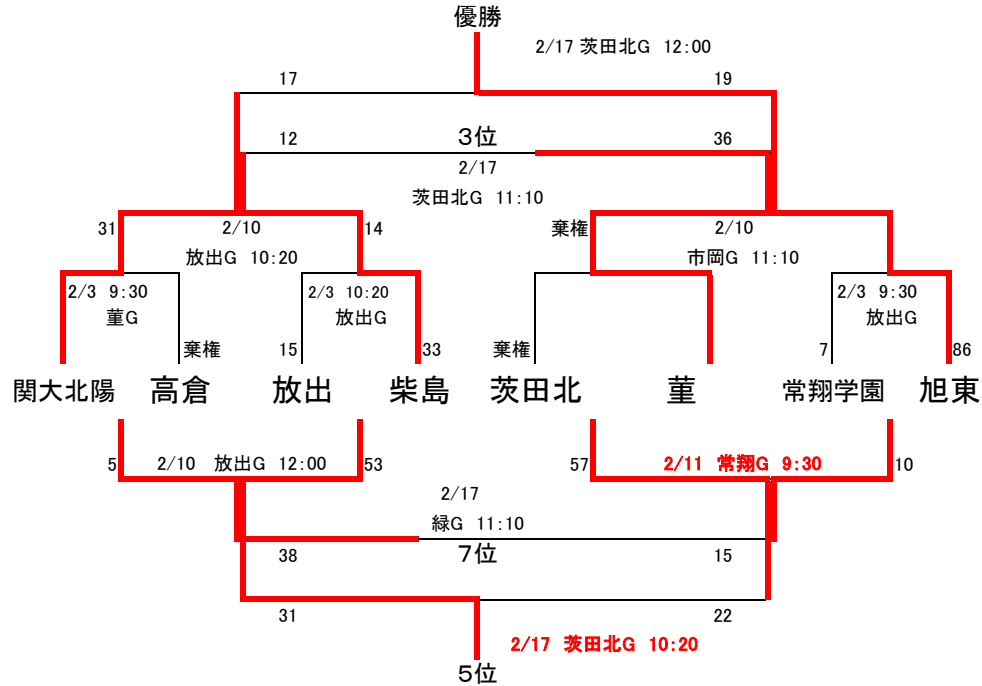 優勝
2/17 茨田北G 12:00
17
19
12
3位
36
2/17
茨田北G 11:10
31
2/10
14
棄権
2/10
放出G 10:20
市岡G 11:10
2/3 9:30
2/3 10:20
2/3 9:30
菫G
放出G
放出G
棄権
15
33
棄権
7
86
関大北陽
高倉
放出
柴島
茨田北
菫
常翔学園
旭東
5
2/10 放出G 12:00
53
57
2/11 常翔G 9:30
10
2/17
緑G 11:10
38
7位
15
31
22
2/17 茨田北G 10:20
5位